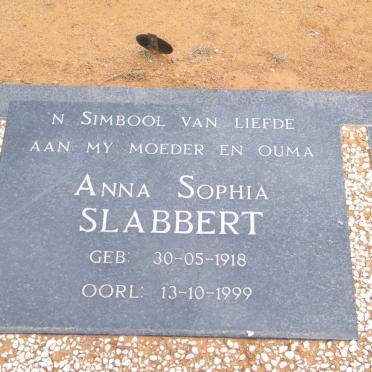 'N SIMBOOL VAN LIEFDE
AAN MY MOEDER EN OUMA
ANNA SOPHIA
SLABBERT
GEB: 30-05-1918
OORL: 13-10-1999